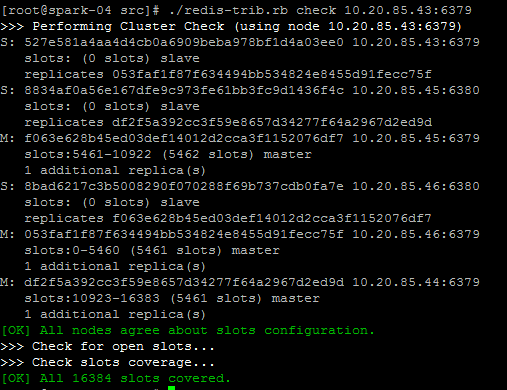 [root@spark-04 src]# ./redis-trib.rb check 10.20.85.43:6379
>>> Performing Cluster Check (using node 10.20.85.43:6379)
S: 527e581a4aa4d4cb0a6909beba978bf1d4a03ee0 10.20.85.43:6379
   slots: (0 slots) slave
   replicates 053faf1f87f634494bb534824e8455d91fecc75f
S: 8834af0a56e167dfe9c973fe61bb3fc9d1436f4c 10.20.85.45:6380
   slots: (0 slots) slave
   replicates df2f5a392cc3f59e8657d34277f64a2967d2ed9d
M: f063e628b45ed03def14012d2cca3f1152076df7 10.20.85.45:6379
   slots:5461-10922 (5462 slots) master
   1 additional replica(s)
S: 8bad6217c3b5008290f070288f69b737cdb0fa7e 10.20.85.46:6380
   slots: (0 slots) slave
   replicates f063e628b45ed03def14012d2cca3f1152076df7
M: 053faf1f87f634494bb534824e8455d91fecc75f 10.20.85.46:6379
   slots:0-5460 (5461 slots) master
   1 additional replica(s)
M: df2f5a392cc3f59e8657d34277f64a2967d2ed9d 10.20.85.44:6379
   slots:10923-16383 (5461 slots) master
   1 additional replica(s)
[OK] All nodes agree about slots configuration.
>>> Check for open slots...
>>> Check slots coverage...
[OK] All 16384 slots covered.